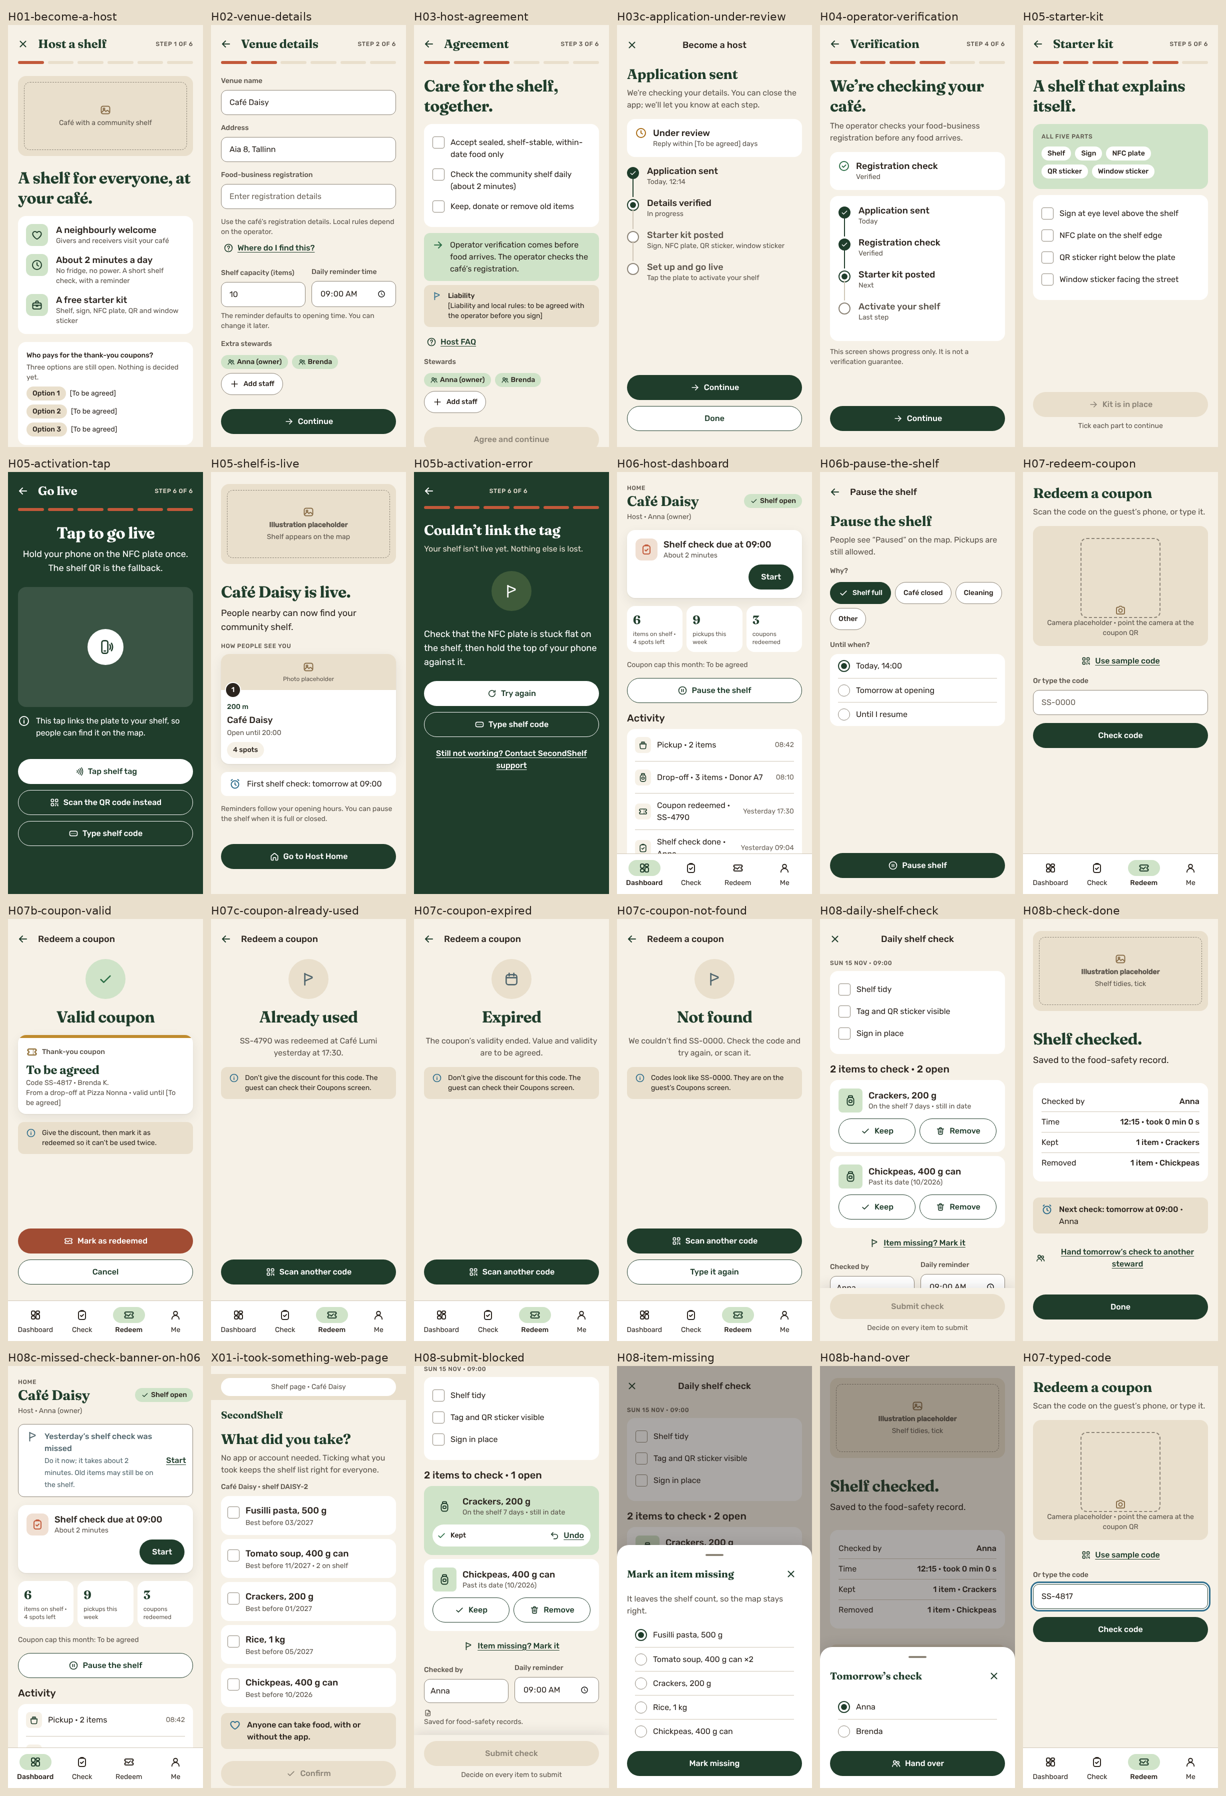 H01-become-a-host
Host a shelf
STEP 1 OF 6
Café with a community shelf
A shelf for everyone, at
your café.
A neighbourly welcome
Givers and receivers visit your café
About 2 minutes a day
No fridge, no power. A short shelf
check, with a reminder
A free starter kit
Shelf, sign, NFC plate, QR and window
sticker
Who pays for the thank-you coupons?
Three options are still open. Nothing is decided
yet.
Option 1 [To be agreed]
Option 2 [To be agreed]
Option 3 [To be agreed]
H02-venue-details
Venue details
STEP 2 OF 6
Venue name
Café Daisy
Address
Aia 8, Tallinn
Food-business registration
Enter registration details
Use the café's registration details. Local rules depend
on the operator.
Where do I find this?
Shelf capacity (items)
Daily reminder time
10
09:00 AM
The reminder defaults to opening time. You can
change it later.
Extra stewards
Anna (owner)
Brenda
Add staff
Continue
H03-host-agreement
Agreement
STEP 3 OF 6
Care for the shelf,
together.
Accept sealed, shelf-stable, within-
date food only
Check the community shelf daily
(about 2 minutes)
Keep, donate or remove old items
Operator verification comes before
food arrives. The operator checks the
café's registration.
Liability
[Liability and local rules: to be agreed with
the operator before you sign]
Host FAQ
Stewards
Anna (owner)
Brenda
Add staff
Agree and continue
H03c-application-under-review
Become a host
Application sent
We're checking your details. You can close the
app; we'll let you know at each step.
Under review
Reply within [To be agreed] days
Application sent
Today, 12:14
Details verified
In progress
Starter kit posted
Sign, NFC plate, QR sticker, window sticker
Set up and go live
Tap the plate to activate your shelf
Continue
Done
H04-operator-verification
Verification
STEP 4 OF 6
We're checking your
café.
The operator checks your food-business
registration before any food arrives.
Registration check
Verified
Application sent
Today
Registration check
Verified
Starter kit posted
Next
Activate your shelf
Last step
This screen shows progress only. It is not a
verification guarantee.
Continue
H05-starter-kit
Starter kit
STEP 5 OF 6
A shelf that explains
itself.
ALL FIVE PARTS
Shelf
Sign
NFC plate
QR sticker
Window sticker
Sign at eye level above the shelf
NFC plate on the shelf edge
QR sticker right below the plate
Window sticker facing the street
Kit is in place
Tick each part to continue
H05-activation-tap
Go live
STEP 6 OF 6
Tap to go live
Hold your phone on the NFC plate once.
The shelf QR is the fallback.
This tap links the plate to your shelf, so
people can find it on the map.
Tap shelf tag
Scan the QR code instead
Type shelf code
H05-shelf-is-live
Illustration placeholder
Shelf appears on the map
Café Daisy is live.
People nearby can now find your
community shelf.
HOW PEOPLE SEE YOU
Photo placeholder
1
200 m
Café Daisy
Open until 20:00
4 spots
First shelf check: tomorrow at 09:00
Reminders follow your opening hours. You can pause
the shelf when it is full or closed.
Go to Host Home
H05b-activation-error
STEP 6 OF 6
Couldn't link the tag
Your shelf isn't live yet. Nothing else is lost.
Check that the NFC plate is stuck flat on
the shelf, then hold the top of your phone
against it.
Try again
Type shelf code
Still not working? Contact SecondShelf
support
H06-host-dashboard
HOME
Café Daisy
Shelf open
Host • Anna (owner)
Shelf check due at 09:00
About 2 minutes
Start
6
items on shelf •
4 spots left
9
pickups this
week
3
coupons
redeemed
Coupon cap this month: To be agreed
Pause the shelf
Activity
Pickup • 2 items 08:42
Drop-off • 3 items • Donor A7 08:10
Coupon redeemed •
SS-4790
Yesterday 17:30
Shelf check done •
Anna
Yesterday 09:04
Dashboard
Check
Redeem
Me
H06b-pause-the-shelf
Pause the shelf
Pause the shelf
People see "Paused" on the map. Pickups are
still allowed.
Why?
Shelf full
Café closed
Cleaning
Other
Until when?
Today, 14:00
Tomorrow at opening
Until I resume
Pause shelf
H07-redeem-coupon
Redeem a coupon
Scan the code on the guest's phone, or type it.
Camera placeholder • point the camera at the
coupon QR
Use sample code
Or type the code
SS-0000
Check code
Dashboard
Check
Redeem
Me
H07b-coupon-valid
Redeem a coupon
Valid coupon
Thank-you coupon
To be agreed
Code SS-4817 • Brenda K.
From a drop-off at Pizza Nonna • valid until [To
be agreed]
Give the discount, then mark it as
redeemed so it can't be used twice.
Mark as redeemed
Cancel
Dashboard
Check
Redeem
Me
H07c-coupon-already-used
Redeem a coupon
Already used
SS-4790 was redeemed at Café Lumi
yesterday at 17:30.
Don't give the discount for this code. The
guest can check their Coupons screen.
Scan another code
Dashboard
Check
Redeem
Me
H07c-coupon-expired
Redeem a coupon
Expired
The coupon's validity ended. Value and validity
are to be agreed.
Don't give the discount for this code. The
guest can check their Coupons screen.
Scan another code
Dashboard
Check
Redeem
Me
H07c-coupon-not-found
Redeem a coupon
Not found
We couldn't find SS-0000. Check the code and
try again, or scan it.
Codes look like SS-0000. They are on the
guest's Coupons screen.
Scan another code
Type it again
Dashboard
Check
Redeem
Me
H08-daily-shelf-check
Daily shelf check
SUN 15 NOV • 09:00
Shelf tidy
Tag and QR sticker visible
Sign in place
2 items to check • 2 open
Crackers, 200 g
On the shelf 7 days • still in date
Keep
Remove
Chickpeas, 400 g can
Past its date (10/2026)
Keep
Remove
Item missing? Mark it
Checked by
Daily reminder
Anna
09:00 AM
Submit check
Decide on every item to submit
H08b-check-done
Illustration placeholder
Shelf tidies, tick
Shelf checked.
Saved to the food-safety record.
Checked by Anna
Time 12:15 • took 0 min 0 s
Kept 1 item • Crackers
Removed 1 item • Chickpeas
Next check: tomorrow at 09:00 •
Anna
Hand tomorrow's check to another
steward
Done
H08c-missed-check-banner-on-h06
HOME
Café Daisy
Shelf open
Host • Anna (owner)
Yesterday's shelf check was
missed
Do it now; it takes about 2
minutes. Old items may still be on
the shelf.
Start
Shelf check due at 09:00
About 2 minutes
Start
6
items on shelf •
4 spots left
9
pickups this
week
3
coupons
redeemed
Coupon cap this month: To be agreed
Pause the shelf
Activity
Pickup • 2 items 08:42
Dashboard
Check
Redeem
Me
X01-i-took-something-web-page
Shelf page • Café Daisy
SecondShelf
What did you take?
No app or account needed. Ticking what you
took keeps the shelf list right for everyone.
Café Daisy • shelf DAISY-2
Fusilli pasta, 500 g
Best before 03/2027
Tomato soup, 400 g can
Best before 11/2027 • 2 on shelf
Crackers, 200 g
Best before 01/2027
Rice, 1 kg
Best before 05/2027
Chickpeas, 400 g can
Best before 10/2026
Anyone can take food, with or
without the app.
Confirm
H08-submit-blocked
SUN 15 NOV • 09:00
Shelf tidy
Tag and QR sticker visible
Sign in place
2 items to check • 1 open
Crackers, 200 g
On the shelf 7 days • still in date
Kept
Undo
Chickpeas, 400 g can
Past its date (10/2026)
Keep
Remove
Item missing? Mark it
Checked by
Daily reminder
Anna
09:00 AM
Saved for food-safety records.
Submit check
Decide on every item to submit
H08-item-missing
Daily shelf check
SUN 15 NOV • 09:00
Shelf tidy
Tag and QR sticker visible
Sign in place
2 items to check • 2 open
Crackers, 200 g
Mark an item missing
It leaves the shelf count, so the map stays
right.
Fusilli pasta, 500 g
Tomato soup, 400 g can ×2
Crackers, 200 g
Rice, 1 kg
Chickpeas, 400 g can
Mark missing
H08b-hand-over
Illustration placeholder
Shelf tidies, tick
Shelf checked.
Saved to the food-safety record.
Checked by Anna
Time 12:15 • took 0 min 0 s
Kept 1 item • Crackers
Removed 1 item • Chickpeas
Tomorrow's check
Anna
Brenda
Hand over
H07-typed-code
Redeem a coupon
Scan the code on the guest's phone, or type it.
Camera placeholder • point the camera at the
coupon QR
Use sample code
Or type the code
SS-4817
Check code
Dashboard
Check
Redeem
Me